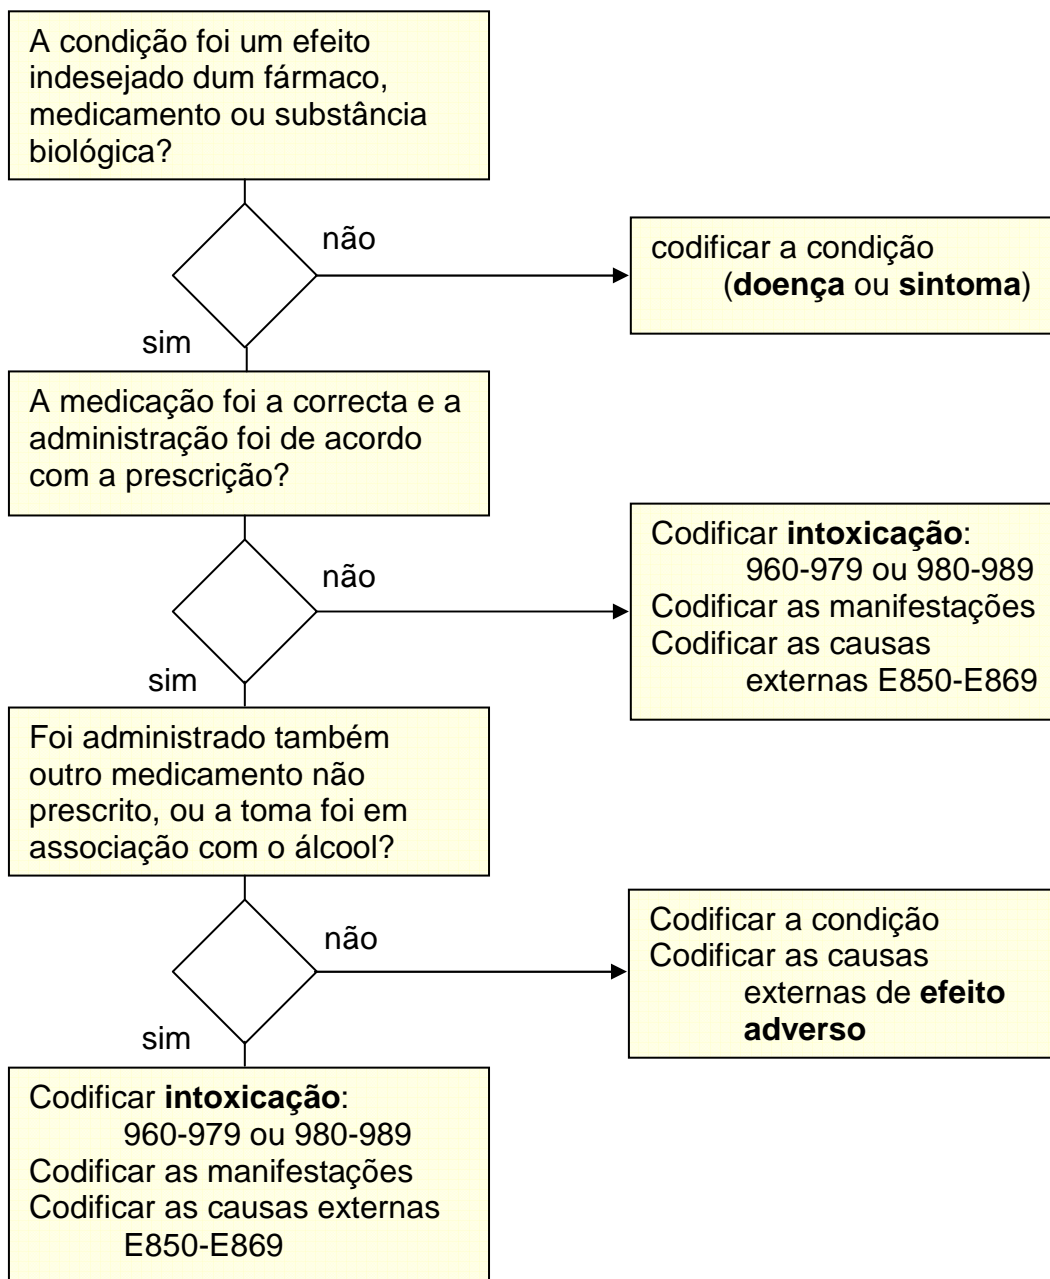 A condição foi um efeito
indesejado dum fármaco,
medicamento ou substância
biológica?
não
codificar a condição
(doença ou sintoma)
sim
A medicação foi a correcta e a
administração foi de acordo
com a prescrição?
não
Codificar intoxicação:
960-979 ou 980-989
Codificar as manifestações
Codificar as causas
externas E850-E869
sim
Foi administrado também
outro medicamento não
prescrito, ou a toma foi em
associação com o álcool?
não
Codificar a condição
Codificar as causas
externas de efeito
adverso
sim
Codificar intoxicação:
960-979 ou 980-989
Codificar as manifestações
Codificar as causas externas
E850-E869